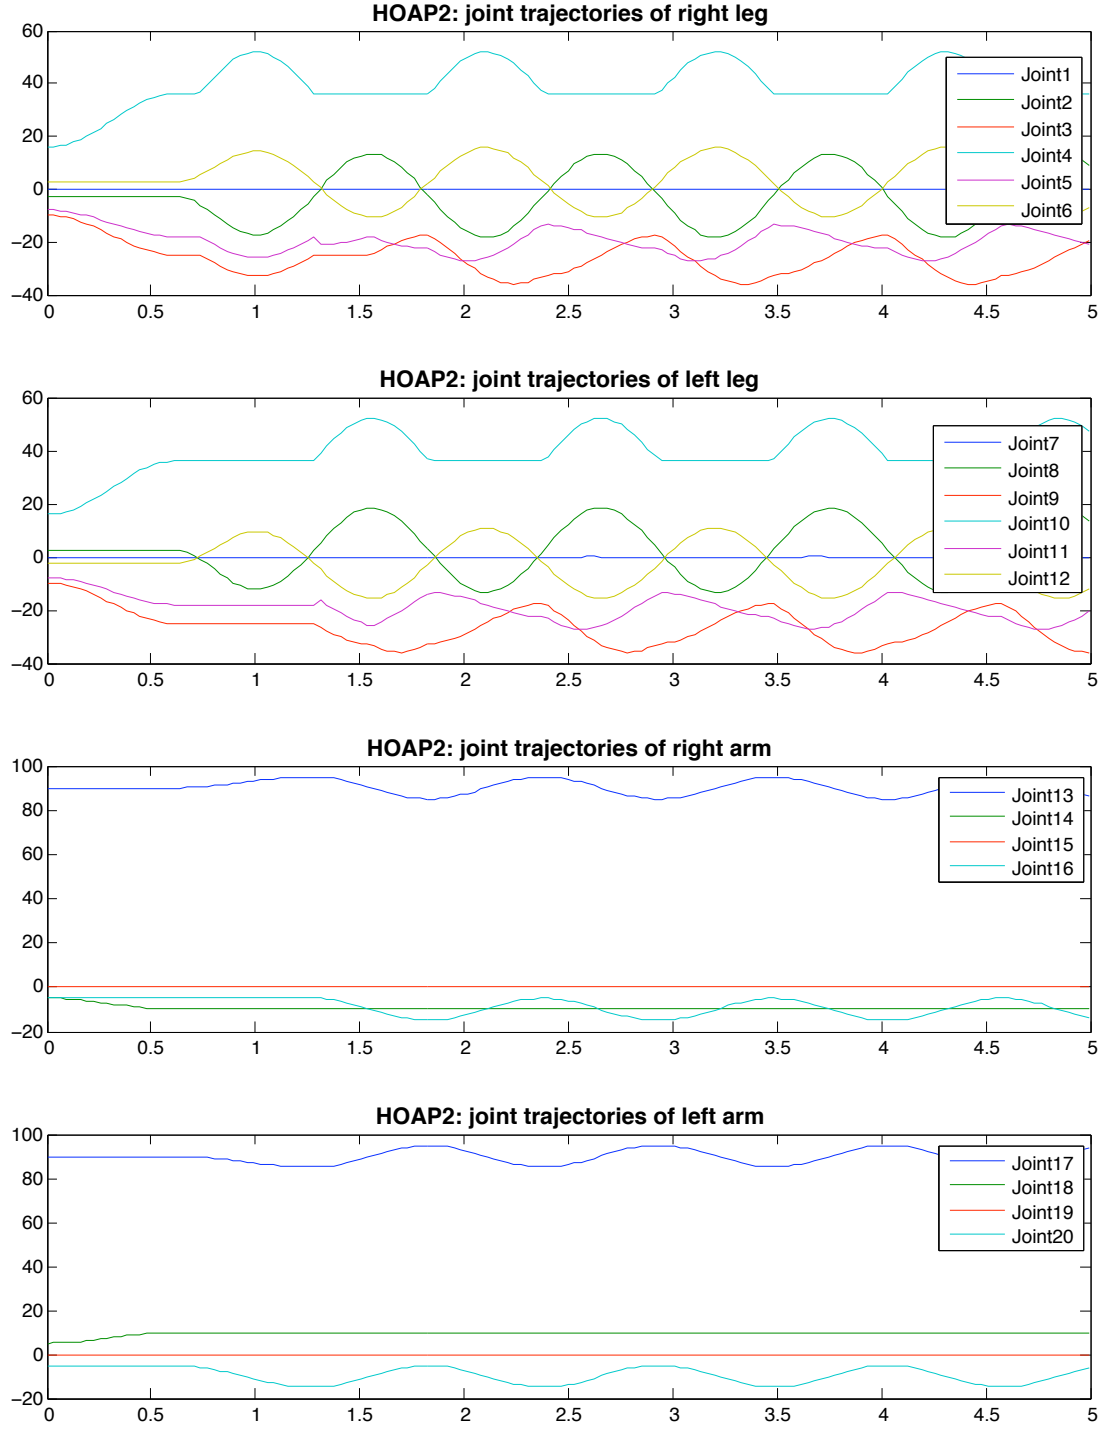 HOAP2: joint trajectories of right leg
60
40
20
0
−20
−40
0 0.5 1 1.5 2 2.5 3 3.5 4 4.5 5
Joint1
Joint2
Joint3
Joint4
Joint5
Joint6
HOAP2: joint trajectories of left leg
60
40
20
0
−20
−40
0 0.5 1 1.5 2 2.5 3 3.5 4 4.5 5
Joint7
Joint8
Joint9
Joint10
Joint11
Joint12
HOAP2: joint trajectories of right arm
100
80
60
40
20
0
−20
0 0.5 1 1.5 2 2.5 3 3.5 4 4.5 5
Joint13
Joint14
Joint15
Joint16
HOAP2: joint trajectories of left arm
100
80
60
40
20
0
−20
0 0.5 1 1.5 2 2.5 3 3.5 4 4.5 5
Joint17
Joint18
Joint19
Joint20